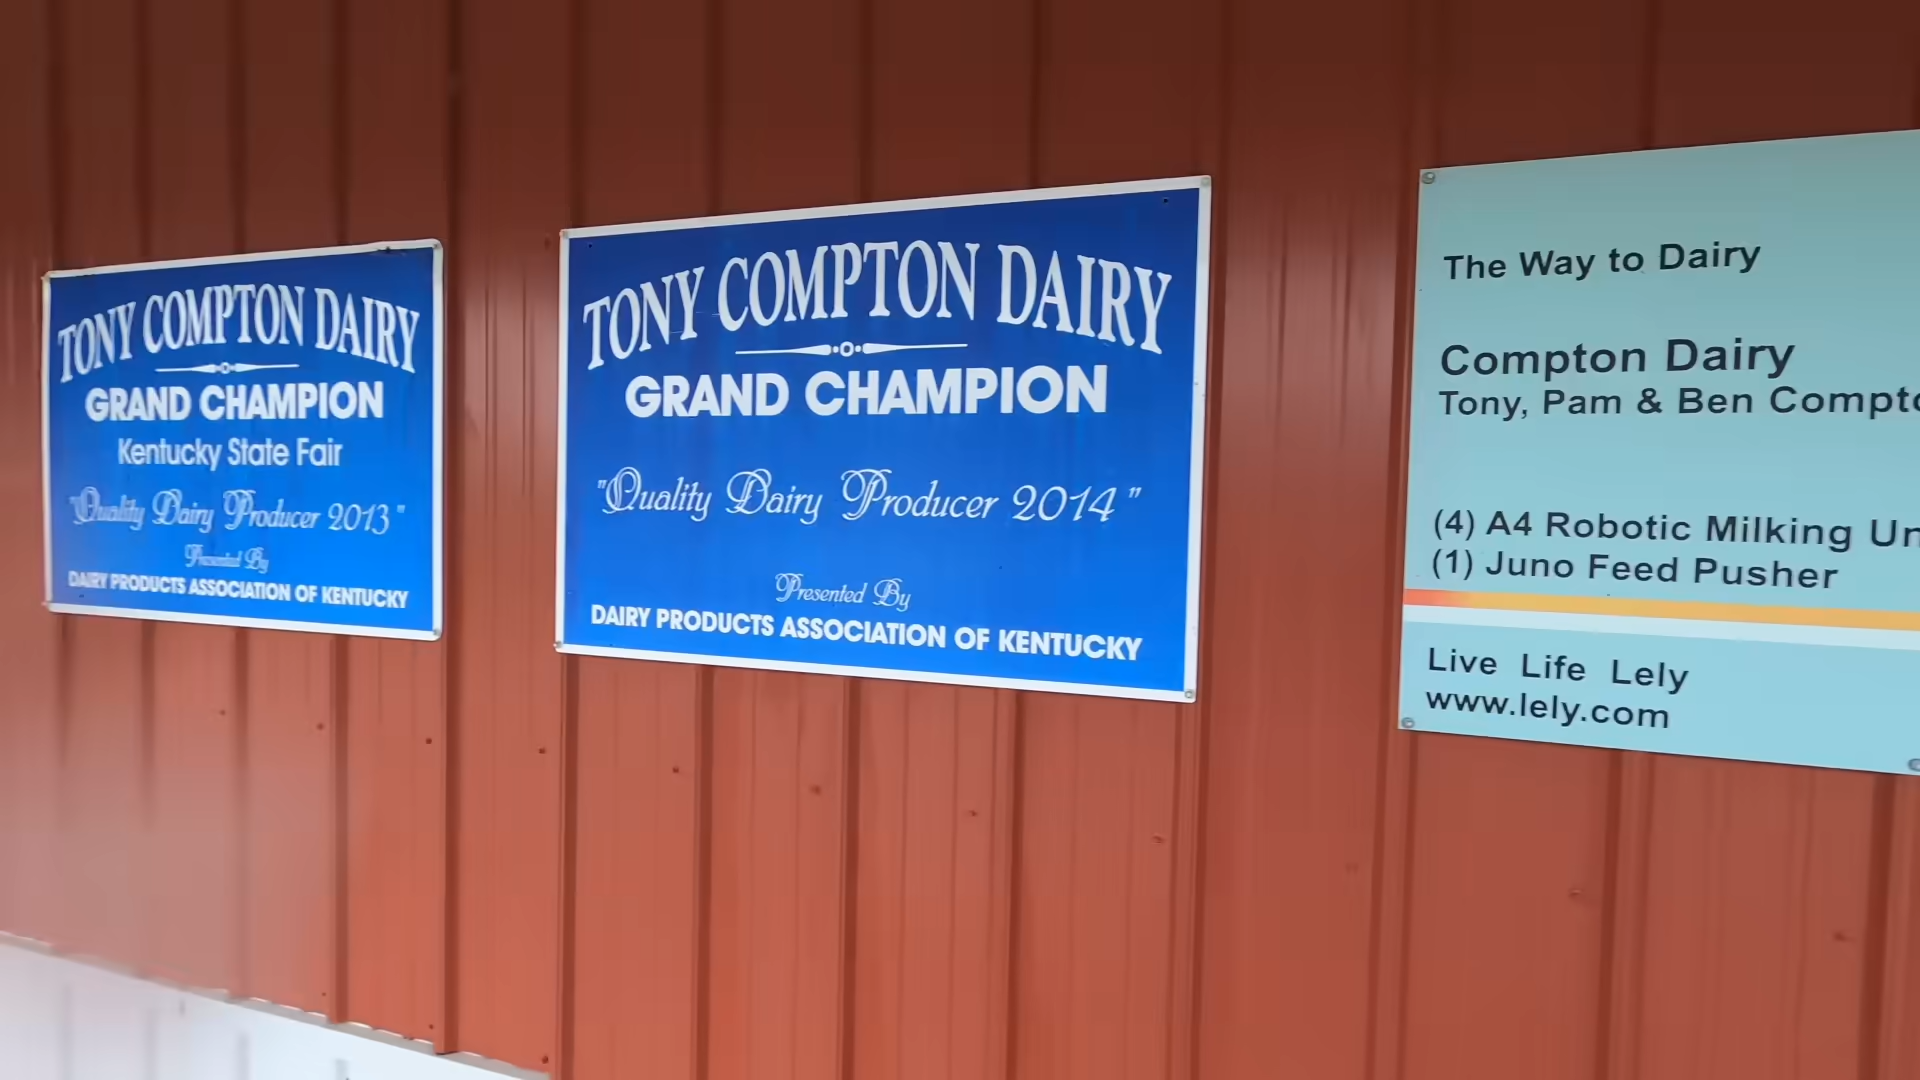 TONY COMPTON DAIRY
GRAND CHAMPION
Kentucky State Fair
"Quality Dairy Producer 2013"
Presented By
DAIRY PRODUCTS ASSOCIATION OF KENTUCKY
TONY COMPTON DAIRY
GRAND CHAMPION
"Quality Dairy Producer 2014"
Presented By
DAIRY PRODUCTS ASSOCIATION OF KENTUCKY
The Way to Dairy
Compton Dairy
Tony, Pam & Ben
(4) A4 Robotic Milking
(1) Juno Feed Pusher
Live Life Lely
www.lely.com